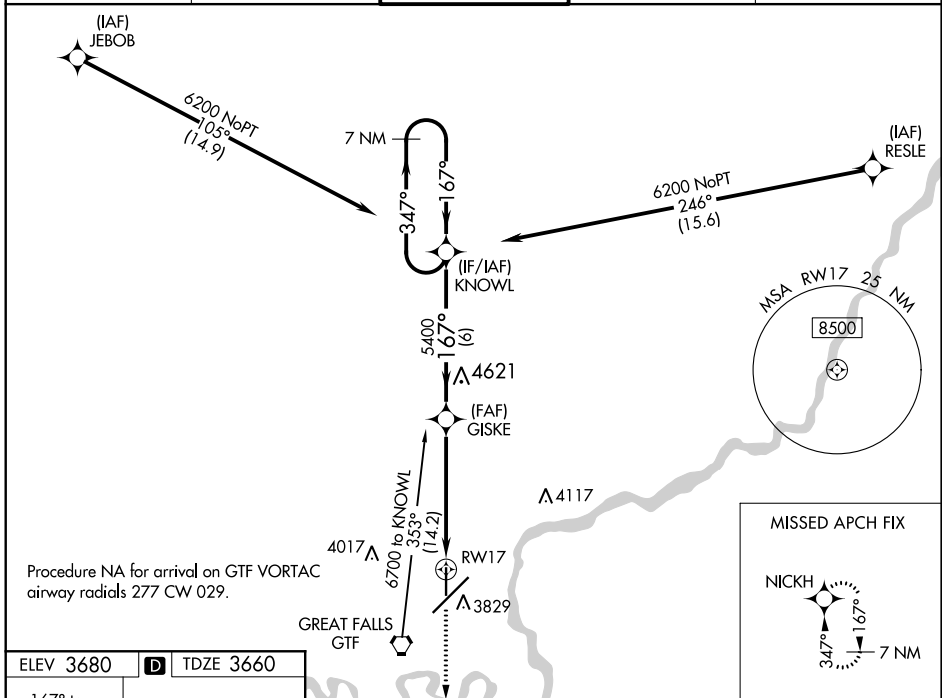 (IAF)
JEBOB
6200 NoPT
105°
(14.9)
7 NM
347°
167°
(IAF)
RESLE
6200 NoPT
246°
(15.6)
(IF/IAF)
KNOWL
MSA RW17 25 NM
8500
5400
167°
(6)
4621
(FAF)
GISKE
6700 to KNOWL
353°
(14.2)
4117
4017
RW17
3829
Procedure NA for arrival on GTF VORTAC
airway radials 277 CW 029.
GREAT FALLS
GTF
MISSED APCH FIX
NICKH
347°
167°
7 NM
ELEV 3680 D TDZE 3660